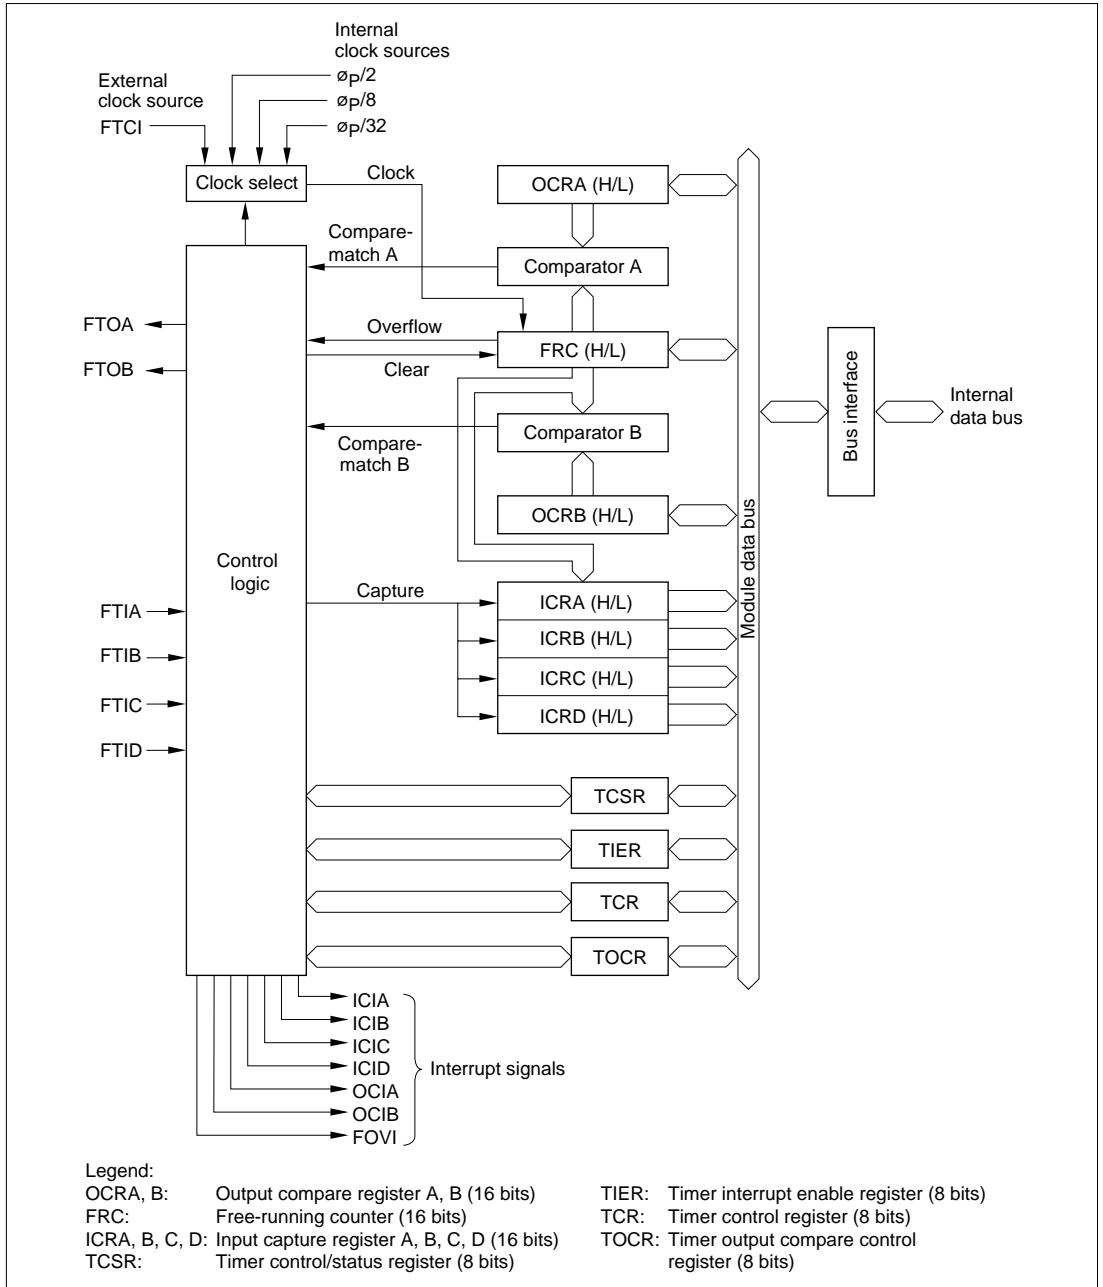 Internal
clock sources
External
clock source
øP/2
øP/8
FTCI
øP/32
Clock select
Clock
OCRA (H/L)
Compare-
match A
Comparator A
FTOA
Overflow
FRC (H/L)
FTOB
Clear
Bus interface
Internal
data bus
Compare-
match B
Comparator B
OCRB (H/L)
Module data bus
Control
logic
FTIA
Capture
ICRA (H/L)
FTIB
ICRB (H/L)
FTIC
ICRC (H/L)
FTID
ICRD (H/L)
TCSR
TIER
TCR
TOCR
ICIA
ICIB
ICIC
ICID
Interrupt signals
OCIA
OCIB
FOVI
Legend:
OCRA, B: Output compare register A, B (16 bits)
FRC: Free-running counter (16 bits)
ICRA, B, C, D: Input capture register A, B, C, D (16 bits)
TCSR: Timer control/status register (8 bits)
TIER: Timer interrupt enable register (8 bits)
TCR: Timer control register (8 bits)
TOCR: Timer output compare control
register (8 bits)